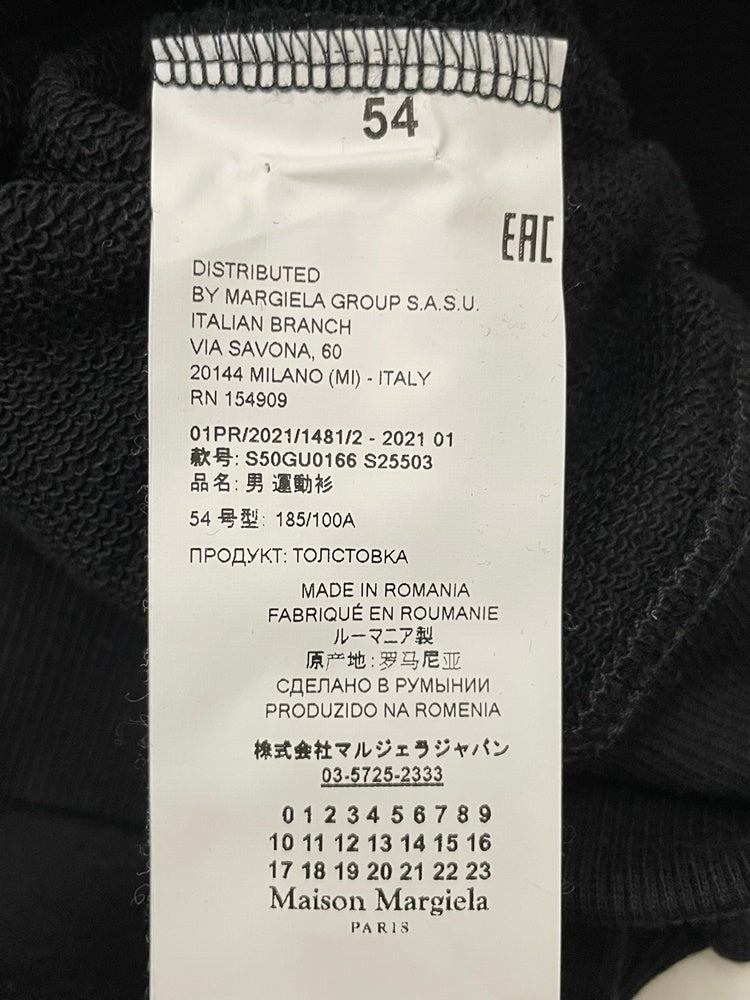 54
EAC
DISTRIBUTED
BY MARGIELA GROUP S.A.S.U.
ITALIAN BRANCH
VIA SAVONA, 60
20144 MILANO (MI) - ITALY
RN 154909
01PR/2021/1481/2 - 2021 01
款号: S50GU0166 S25503
品名: 男 運動衫
54 号型: 185/100A
ПРОДУКТ: ТОЛСТОВКА
MADE IN ROMANIA
FABRIQUÉ EN ROUMANIE
ルーマニア製
原产地: 罗马尼亚
СДЕЛАНО В РУМЫНИИ
PRODUZIDO NA ROMENIA
株式会社マルジェラジャパン
03-5725-2333
0 1 2 3 4 5 6 7 8 9
10 11 12 13 14 15 16
17 18 19 20 21 22 23
Maison Margiela
PARIS